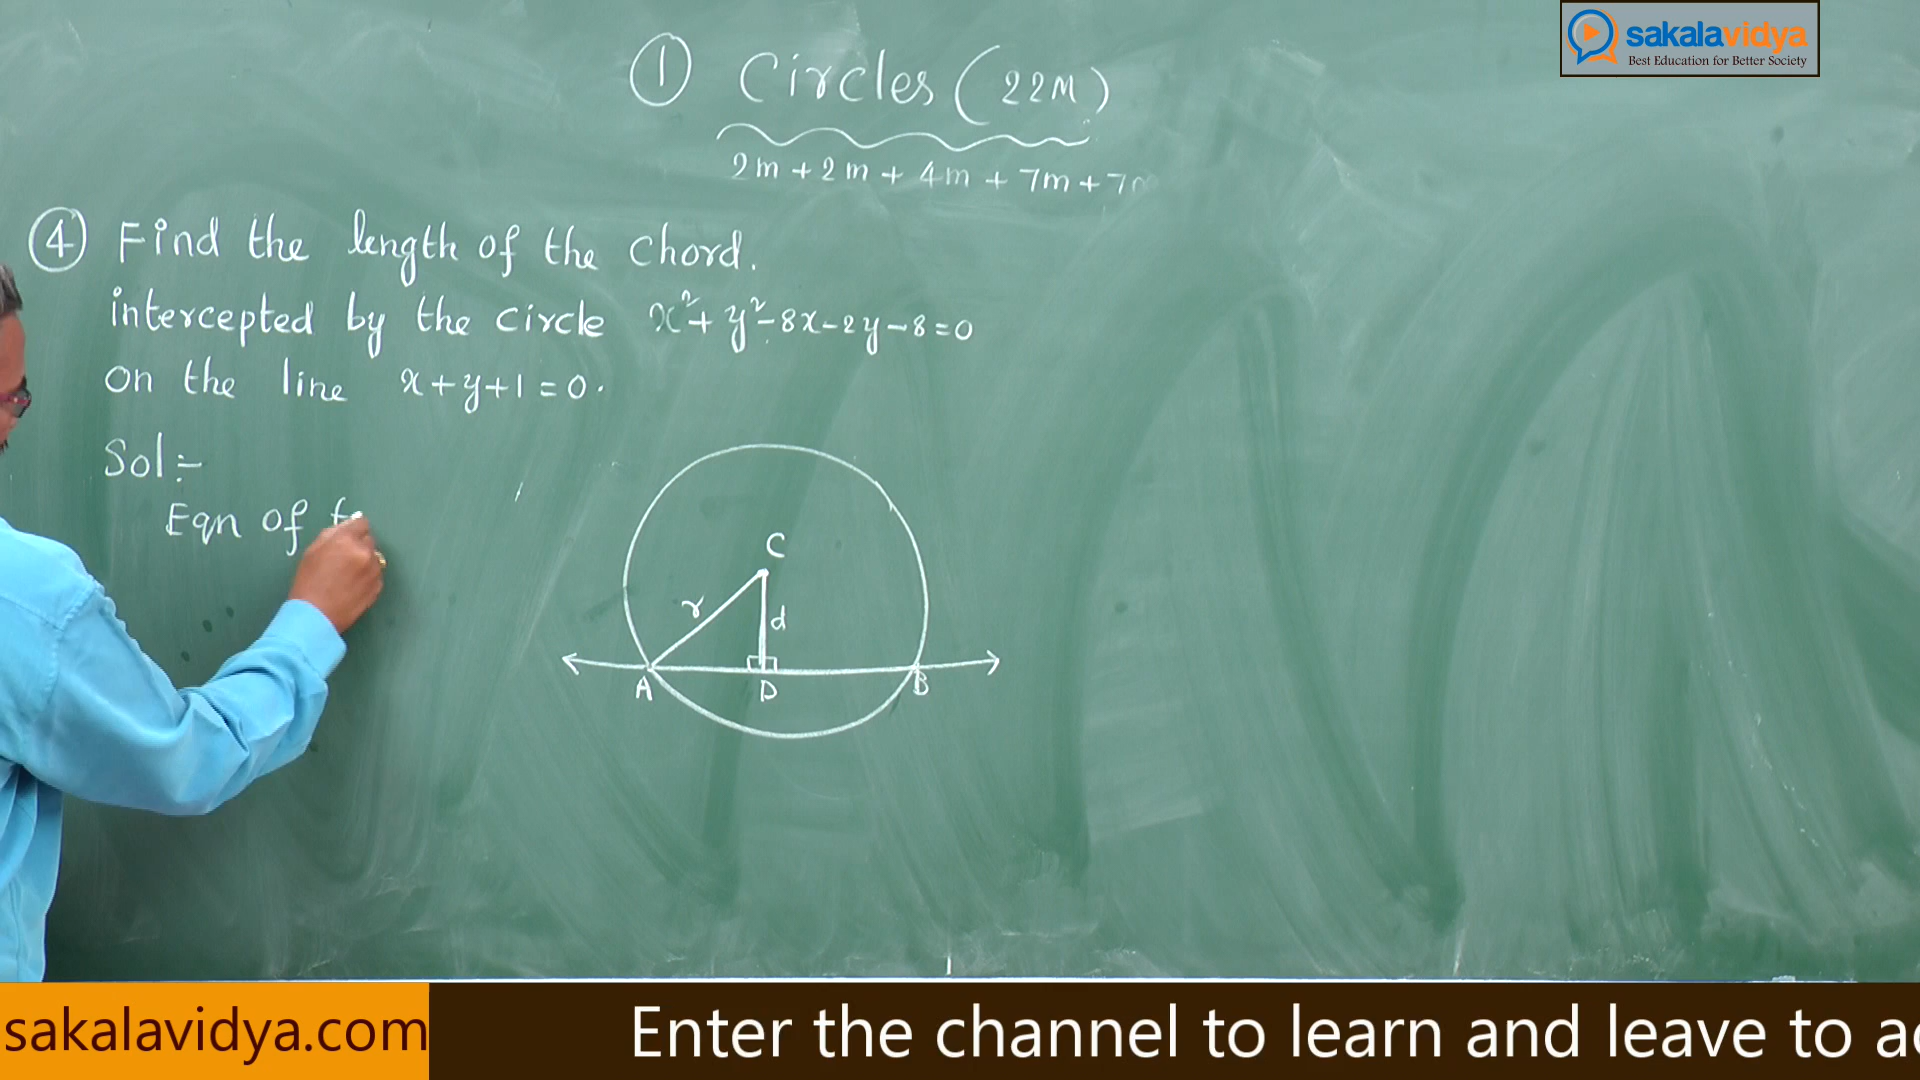 sakalavidya
Best Education for Better Society
① Circles (22M)
2m + 2m + 4m + 7m + 7
④ Find the length of the chord.
intercepted by the circle x²+ y²-8x-2y-8=0
on the line x+y+1=0.
Sol:-
Eqn of
C
r
d
A D B
sakalavidya.com
Enter the channel to learn and leave to